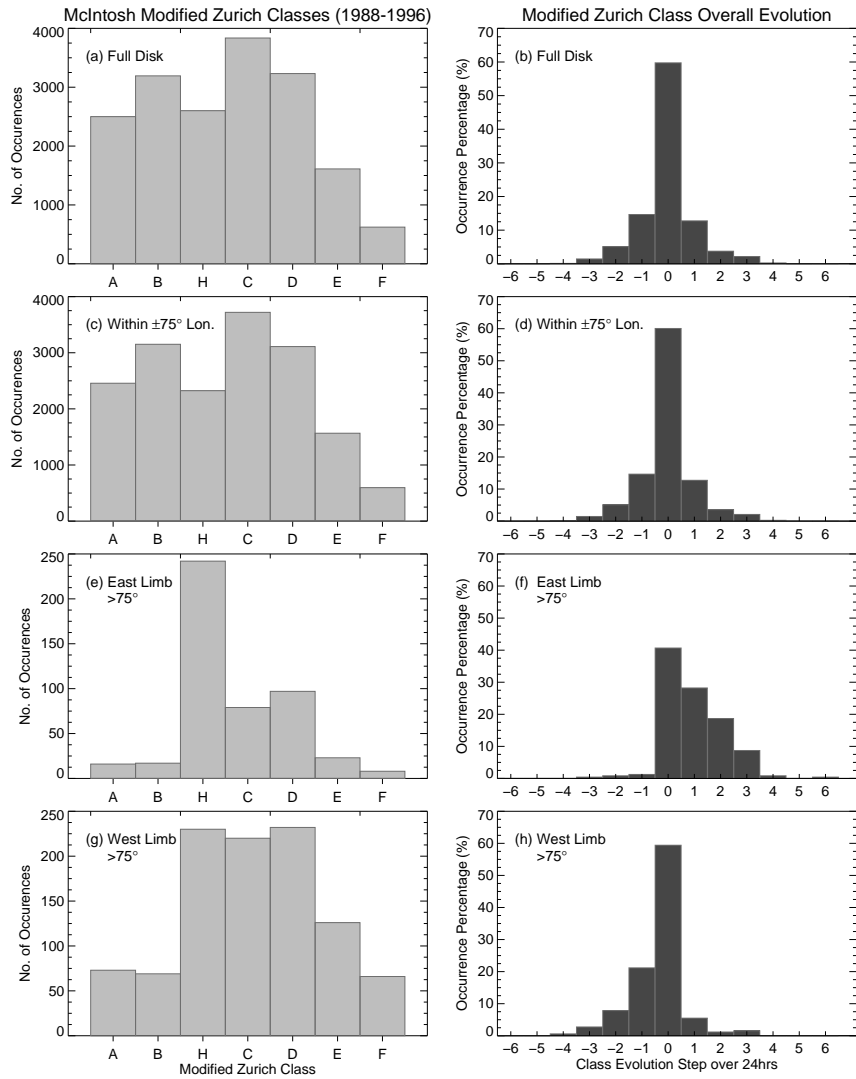 McIntosh Modified Zurich Classes (1988-1996)
4000
3000
2000
1000
0
No. of Occurences
(a) Full Disk
A B H C D E F
Modified Zurich Class Overall Evolution
70
60
50
40
30
20
10
0
Occurrence Percentage (%)
(b) Full Disk
−6 −5 −4 −3 −2 −1 0 1 2 3 4 5 6
4000
3000
2000
1000
0
No. of Occurences
(c) Within ±75° Lon.
A B H C D E F
70
60
50
40
30
20
10
0
Occurrence Percentage (%)
(d) Within ±75° Lon.
−6 −5 −4 −3 −2 −1 0 1 2 3 4 5 6
250
200
150
100
50
0
No. of Occurences
(e) East Limb
>75°
A B H C D E F
70
60
50
40
30
20
10
0
Occurrence Percentage (%)
(f) East Limb
>75°
−6 −5 −4 −3 −2 −1 0 1 2 3 4 5 6
250
200
150
100
50
0
No. of Occurences
(g) West Limb
>75°
A B H C D E F
Modified Zurich Class
70
60
50
40
30
20
10
0
Occurrence Percentage (%)
(h) West Limb
>75°
−6 −5 −4 −3 −2 −1 0 1 2 3 4 5 6
Class Evolution Step over 24hrs